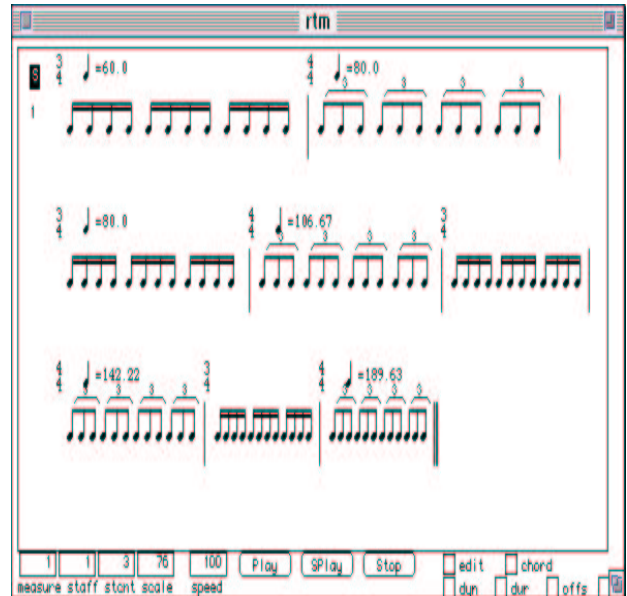 rtm
3 4 =60.0 4 4 =80.0
S 3 3 3 3
1
3 4 =80.0 4 4 =106.67 3 4
3 3 3 3
4 4 =142.22 3 4 4 4 =189.63
3 3 3 3 3 3 3 3
1 1 3 76 100 Play SPlay Stop edit chord
measure staff stcnt scale speed dyn dur offs